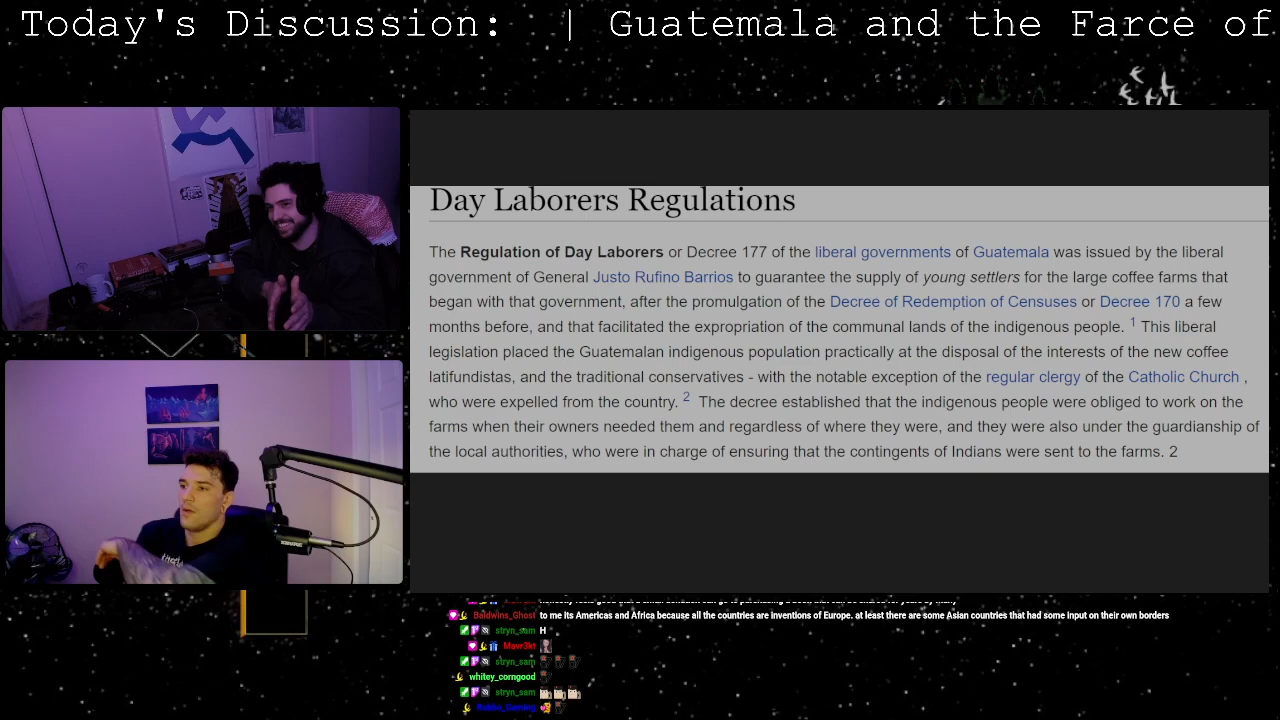 Today's Discussion: | Guatemala and the Farce of
Day Laborers Regulations
The Regulation of Day Laborers or Decree 177 of the liberal governments of Guatemala was issued by the liberal
government of General Justo Rufino Barrios to guarantee the supply of young settlers for the large coffee farms that
began with that government, after the promulgation of the Decree of Redemption of Censuses or Decree 170 a few
months before, and that facilitated the expropriation of the communal lands of the indigenous people. 1 This liberal
legislation placed the Guatemalan indigenous population practically at the disposal of the interests of the new coffee
latifundistas, and the traditional conservatives - with the notable exception of the regular clergy of the Catholic Church ,
who were expelled from the country. 2 The decree established that the indigenous people were obliged to work on the
farms when their owners needed them and regardless of where they were, and they were also under the guardianship of
the local authorities, who were in charge of ensuring that the contingents of Indians were sent to the farms. 2
Baldwins_Ghost to me its Americas and Africa because all the countries are inventions of Europe. at least there are some Asian countries that had some input on their own borders
stryn_sam H
Mavr3kt
stryn_sam
whitey_corngood
stryn_sam